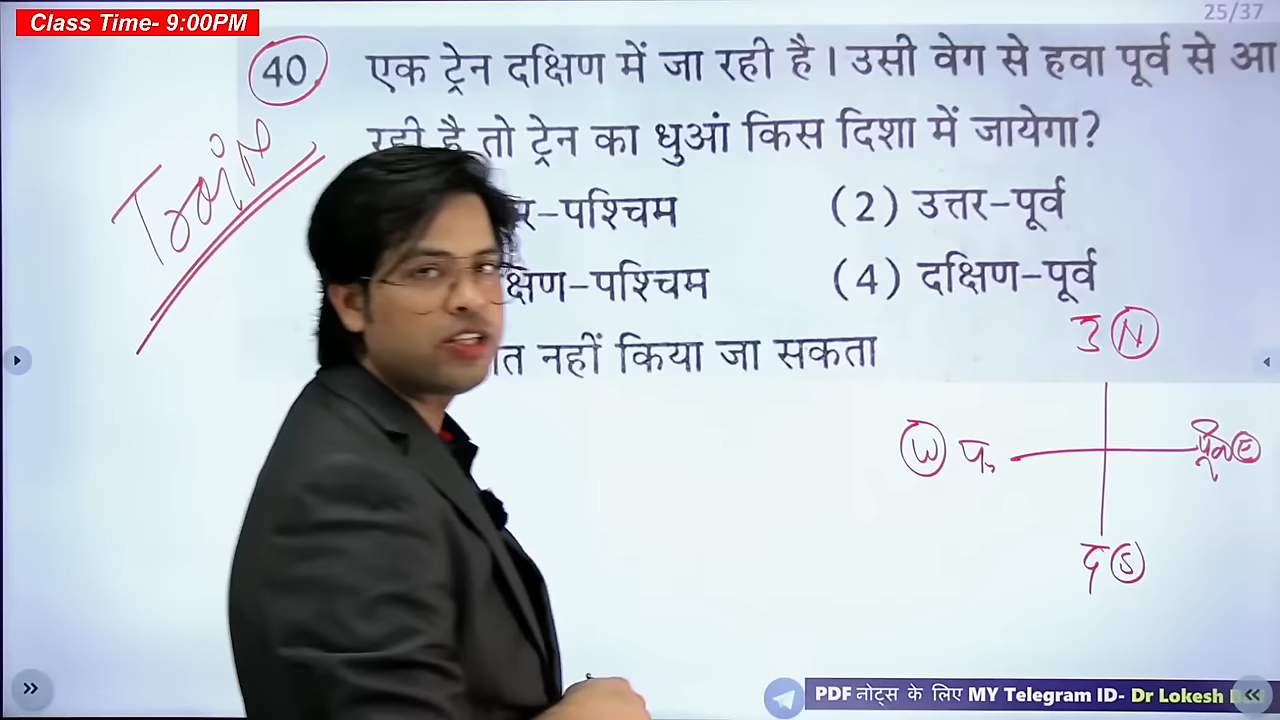 Class Time- 9:00PM
25/37
40 एक ट्रेन दक्षिण में जा रही है। उसी वेग से हवा पूर्व से आ
रही है तो ट्रेन का धुआं किस दिशा में जायेगा?
Train
र-पश्चिम (2) उत्तर-पूर्व
क्षिण-पश्चिम (4) दक्षिण-पूर्व
त नहीं किया जा सकता
उ N
W प. पूर्व E
द S
PDF नोट्स के लिए MY Telegram ID- Dr Lokesh